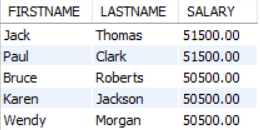 FIRSTNAME LASTNAME SALARY
Jack Thomas 51500.00
Paul Clark 51500.00
Bruce Roberts 50500.00
Karen Jackson 50500.00
Wendy Morgan 50500.00